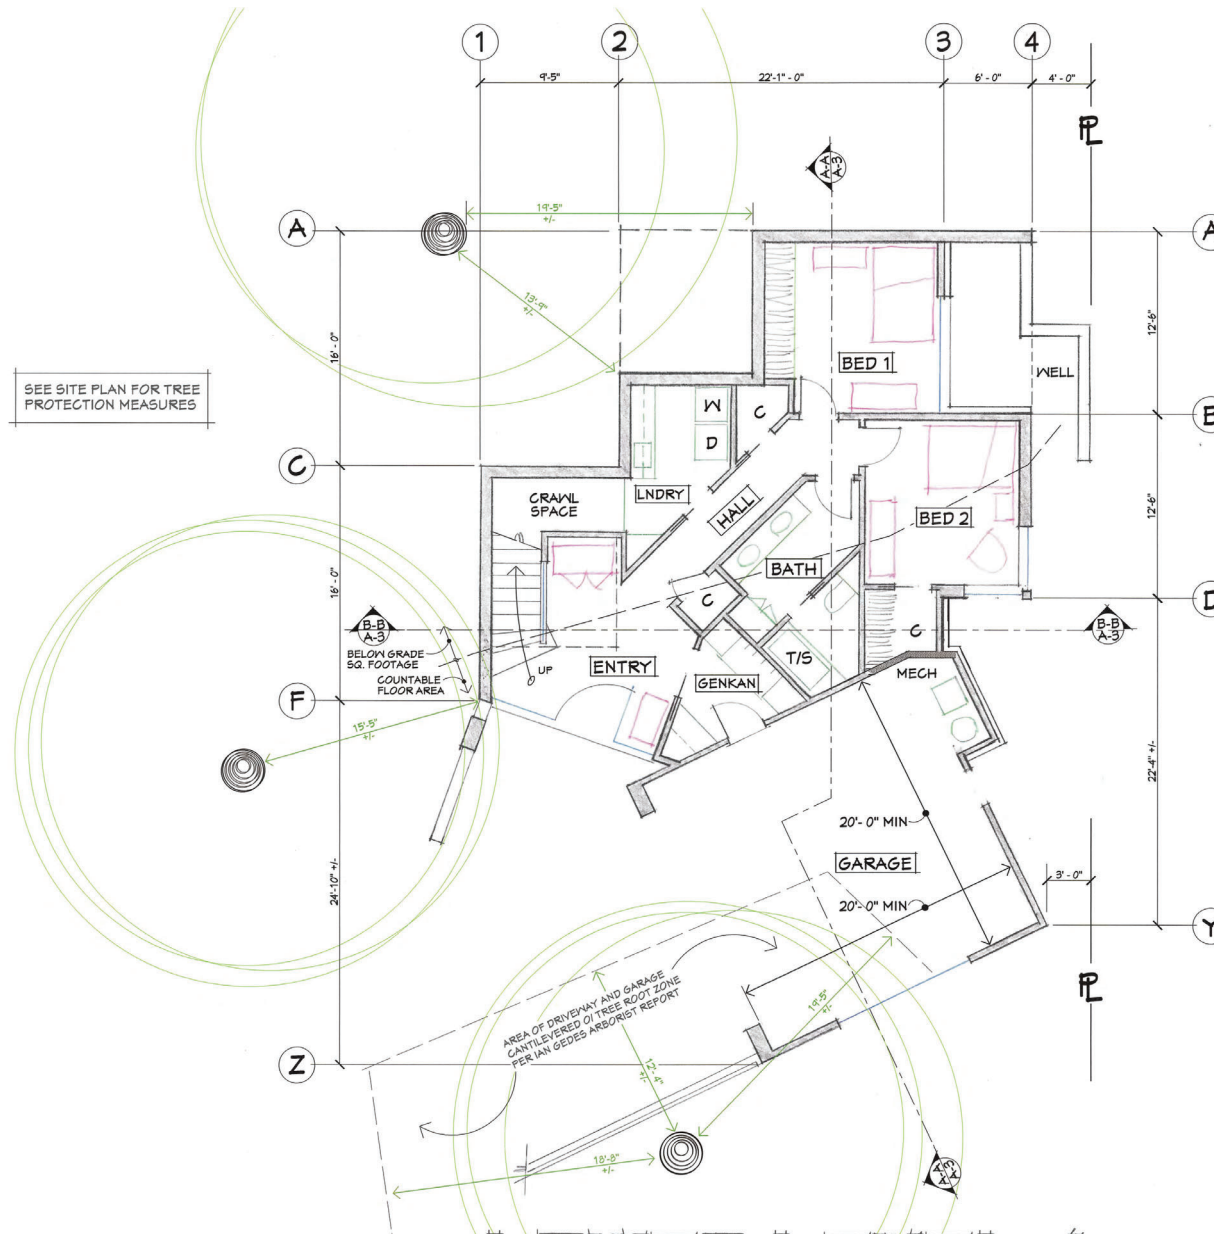 1
2
3
4
9'-5"
22'-1" - 0"
6' - 0"
4' - 0"
PL
A-A
A-3
19'-5"
+/-
A
A
13'-9"
+/-
16' - 0"
12'-6"
SEE SITE PLAN FOR TREE
PROTECTION MEASURES
BED 1
WELL
W
C
D
B
C
CRAWL
SPACE
LNDRY
HALL
BED 2
12'-6"
BATH
16' - 0"
C
D
B-B
A-3
B-B
A-3
BELOW GRADE
SQ. FOOTAGE
COUNTABLE
FLOOR AREA
UP
ENTRY
GENKAN
T/S
C
MECH
F
15'-5"
+/-
22'-4" +/-
20'- 0" MIN
GARAGE
20'- 0" MIN
3' - 0"
24'-10" +/-
Y
PL
AREA OF DRIVEWAY AND GARAGE
CANTILEVERED O/ TREE ROOT ZONE
PER IAN GEDES ARBORIST REPORT
19'-5"
+/-
12'- 4"
+/-
Z
18'-8"
+/-
A-A
A-3